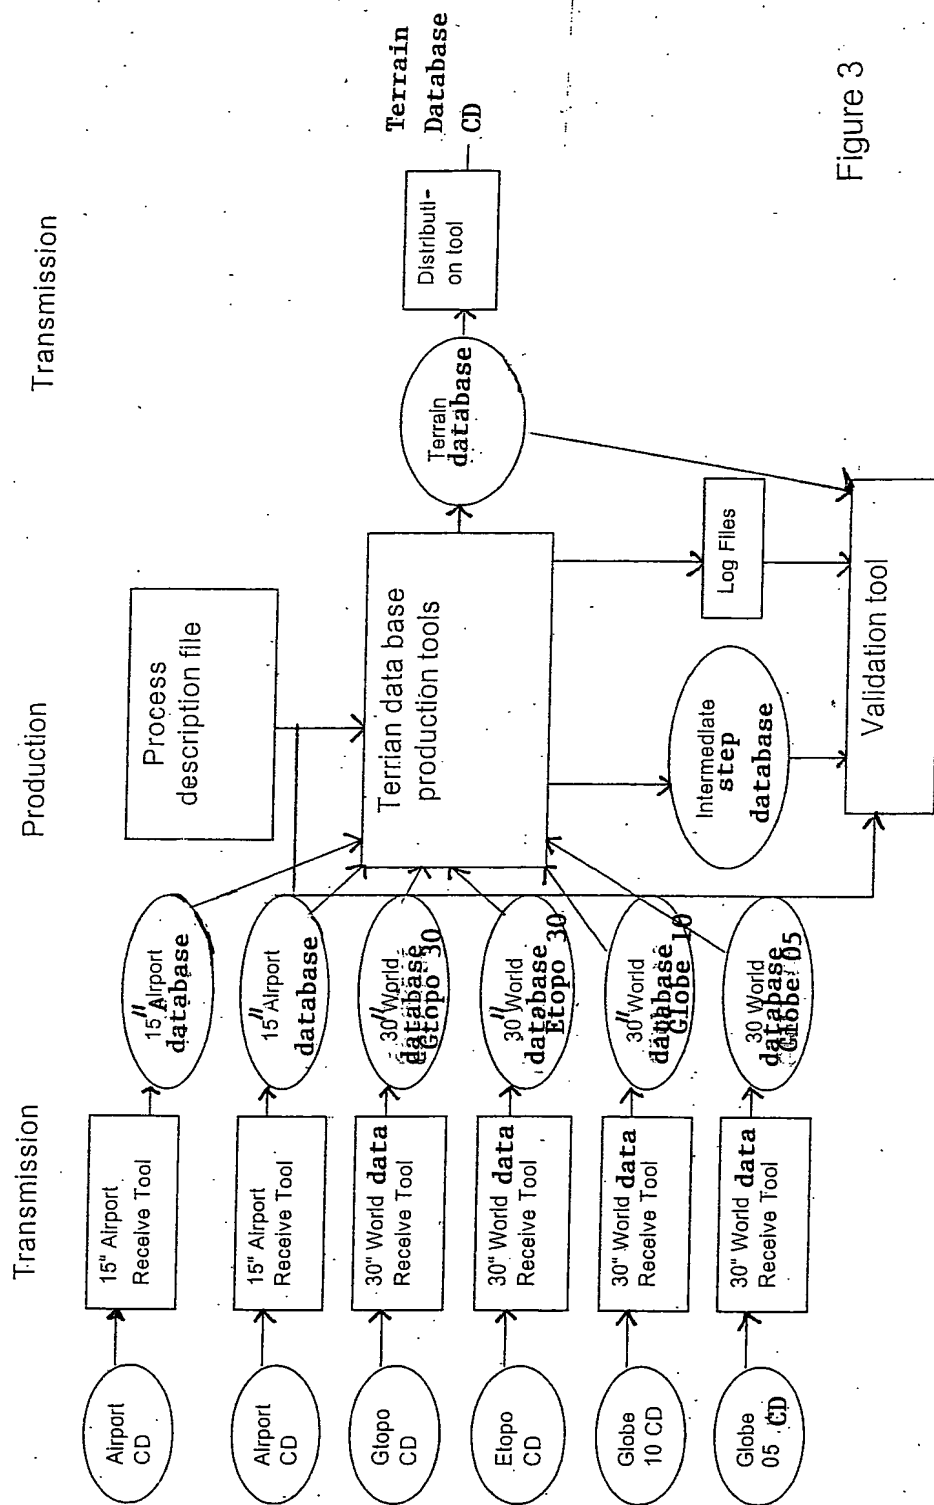 Transmission
Production
Transmission
Airport
CD
15" Airport
Receive Tool
15" Airport
database
Airport
CD
15" Airport
Receive Tool
15" Airport
database
Gtopo
CD
30" World data
Receive Tool
30" World
database
Gtopo 30
Etopo
CD
30" World data
Receive Tool
30" World
database
Etopo 30
Globe
10 CD
30" World data
Receive Tool
30" World
database
Globe 10
Globe
05 CD
30" World data
Receive Tool
30 World
database
Globe 05
Process
description file
Terrian data base
production tools
Intermediate
step
database
Log Files
Validation tool
Terrain
database
Distributi-
on tool
Terrain
Database
CD
Figure 3